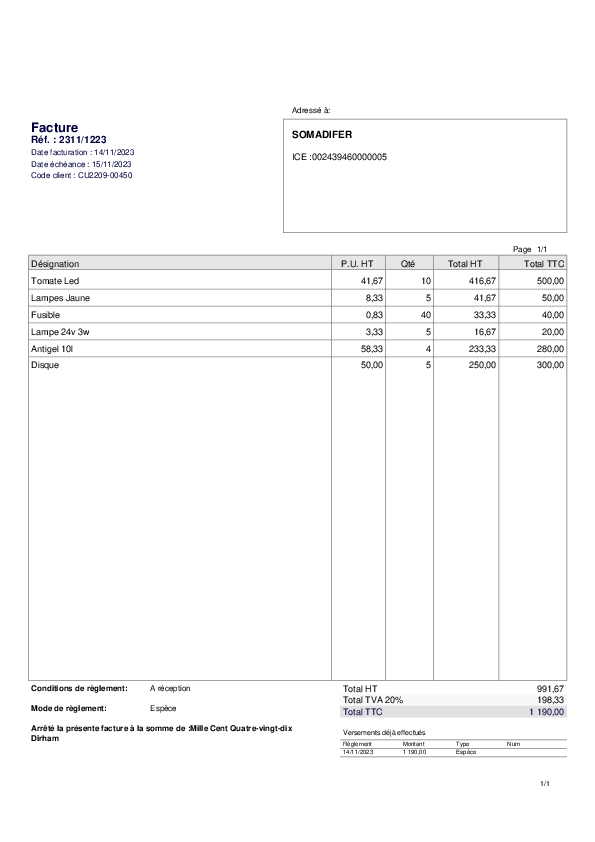 Adressé à:
Facture
Réf. : 2311/1223
Date facturation : 14/11/2023
Date échéance : 15/11/2023
Code client : CU2209-00450
SOMADIFER
ICE :002439460000005
Page 1/1
Désignation P.U. HT Qté Total HT Total TTC
Tomate Led 41,67 10 416,67 500,00
Lampes Jaune 8,33 5 41,67 50,00
Fusible 0,83 40 33,33 40,00
Lampe 24v 3w 3,33 5 16,67 20,00
Antigel 10l 58,33 4 233,33 280,00
Disque 50,00 5 250,00 300,00
Conditions de règlement: A réception
Mode de règlement: Espèce
Arrêté la présente facture à la somme de :Mille Cent Quatre-vingt-dix
Dirham
Total HT 991,67
Total TVA 20% 198,33
Total TTC 1 190,00
Versements déjà effectués
Règlement Montant Type Num
14/11/2023 1 190,00 Espèce
1/1